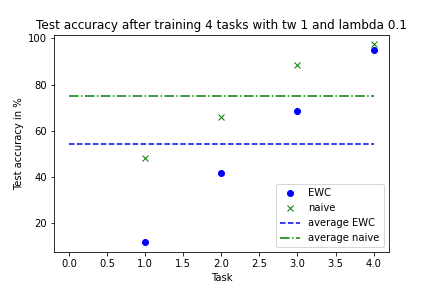 Test accuracy after training 4 tasks with tw 1 and lambda 0.1
100
80
60
40
20
Test accuracy in %
EWC
naive
average EWC
average naive
0.0 0.5 1.0 1.5 2.0 2.5 3.0 3.5 4.0
Task